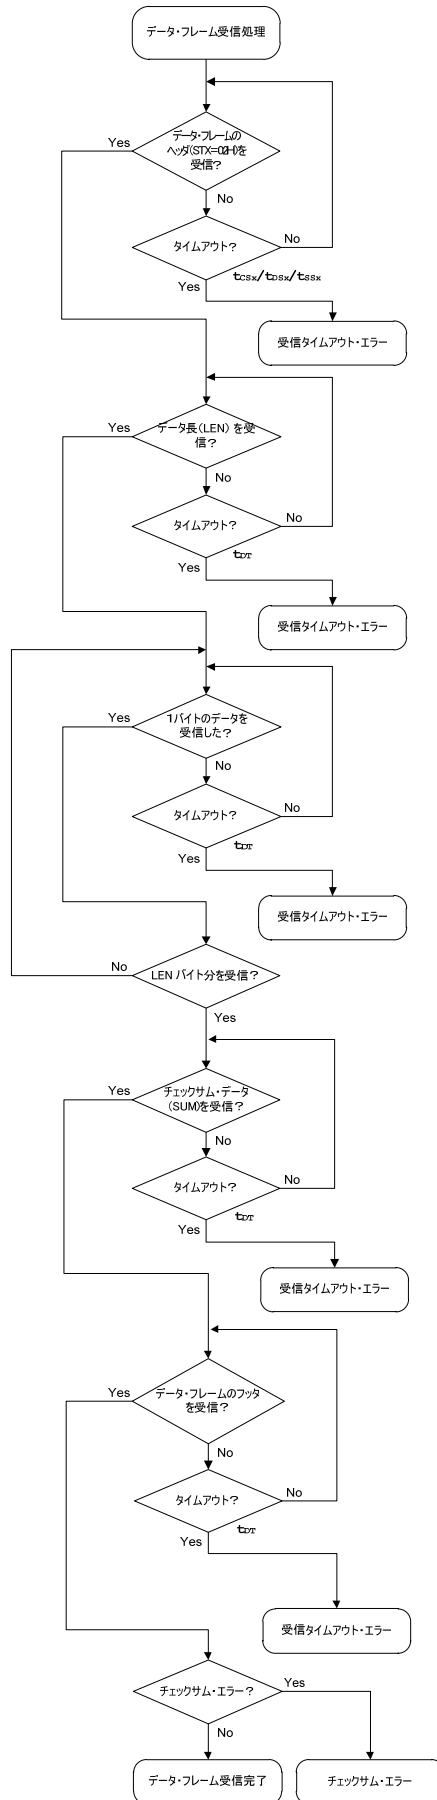 データ・フレーム受信処理
データ・フレームの
ヘッダ(STX=02H)を
受信？
Yes
No
タイムアウト？
No
Yes
tCSx/tDSx/tSSx
受信タイムアウト・エラー
データ長(LEN) を受
信？
Yes
No
タイムアウト？
No
Yes
tDT
受信タイムアウト・エラー
1バイトのデータを
受信した？
Yes
No
タイムアウト？
No
Yes
tDT
受信タイムアウト・エラー
LEN バイト分を受信？
No
Yes
チェックサム・データ
(SUM)を受信？
Yes
No
タイムアウト？
No
Yes
tDT
受信タイムアウト・エラー
データ・フレームのフッタ
を受信？
Yes
No
タイムアウト？
No
Yes
tDT
受信タイムアウト・エラー
チェックサム・エラー？
Yes
No
データ・フレーム受信完了
チェックサム・エラー